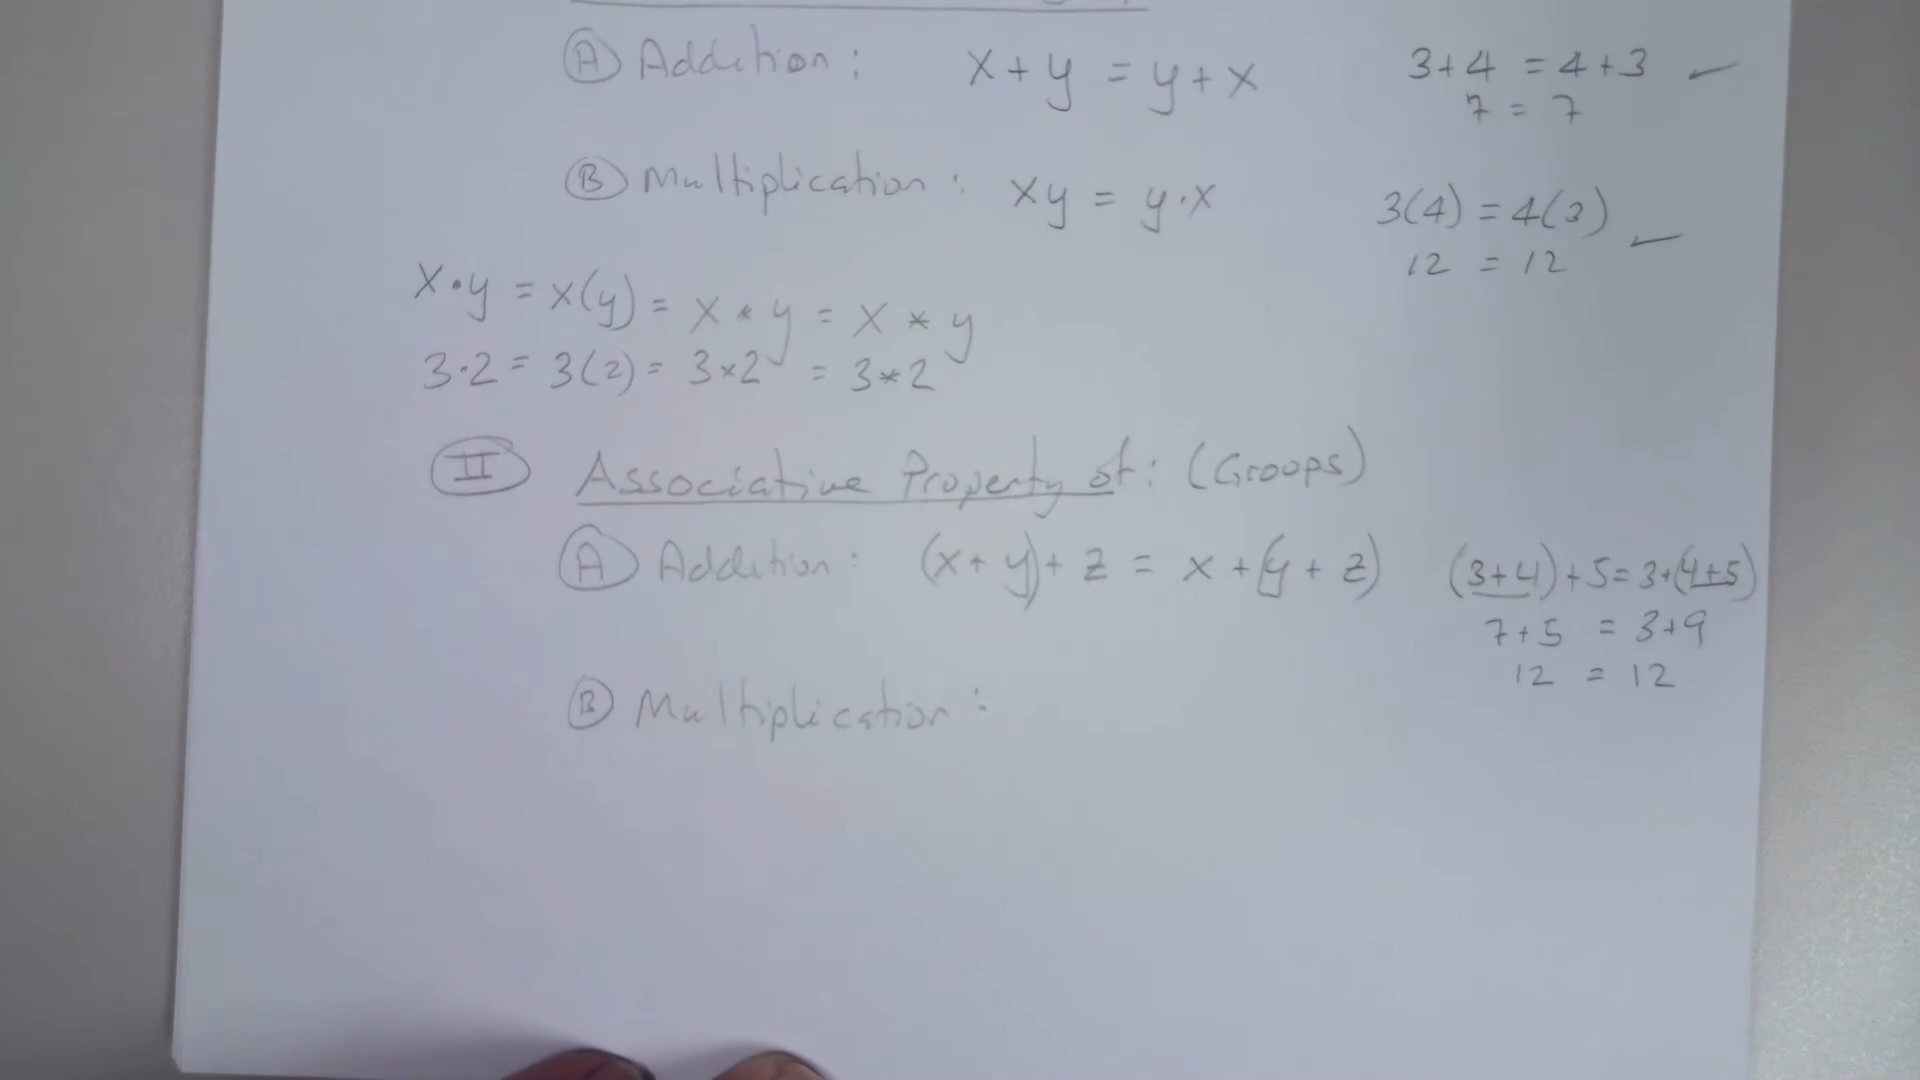 Ⓐ Addition : x + y = y + x 3+4 = 4+3 ✓
7 = 7
Ⓑ Multiplication : xy = y·x 3(4) = 4(3) ✓
12 = 12
x·y = x(y) = x × y = x * y
3·2 = 3(2) = 3×2 = 3*2
II Associative Property of : (Groups)
Ⓐ Addition : (x + y) + z = x + (y + z) (3+4)+5=3+(4+5)
7+5 = 3+9
12 = 12
Ⓑ Multiplication :